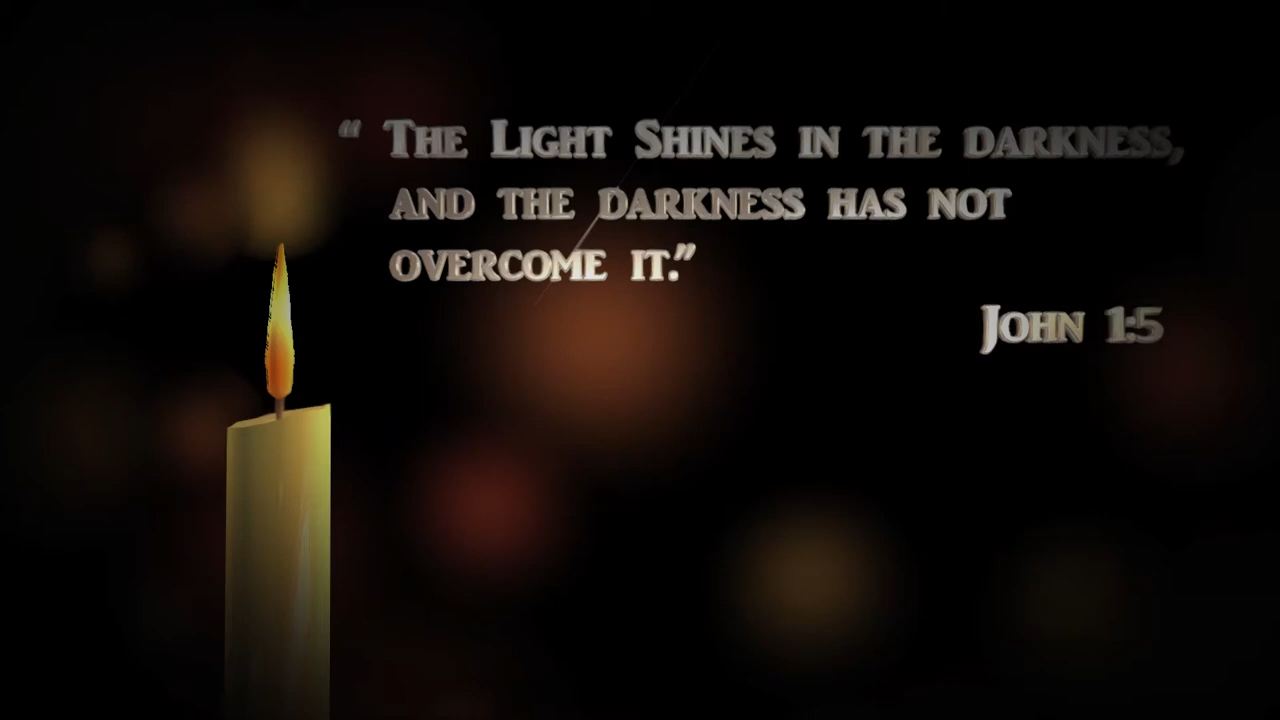 “ The Light Shines in the darkness,
and the darkness has not
overcome it.”
John 1:5